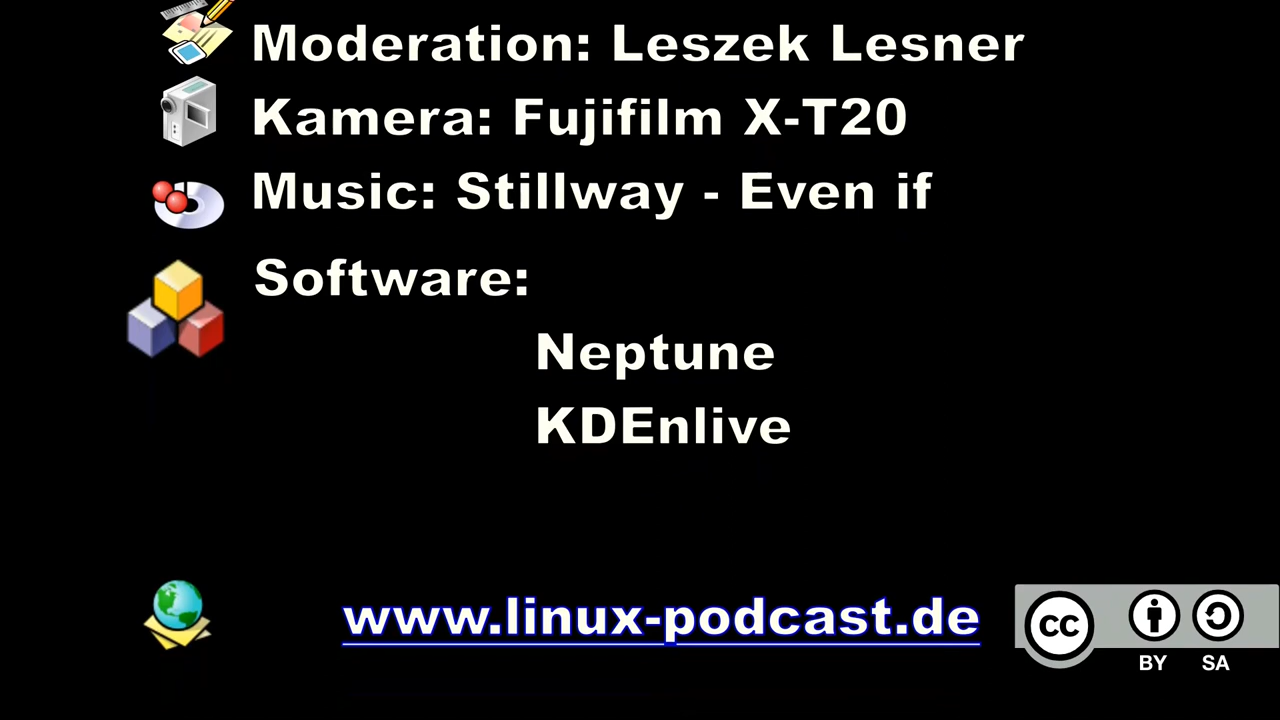 Moderation: Leszek Lesner
Kamera: Fujifilm X-T20
Music: Stillway - Even if
Software:
Neptune
KDEnlive
www.linux-podcast.de
cc
BY SA